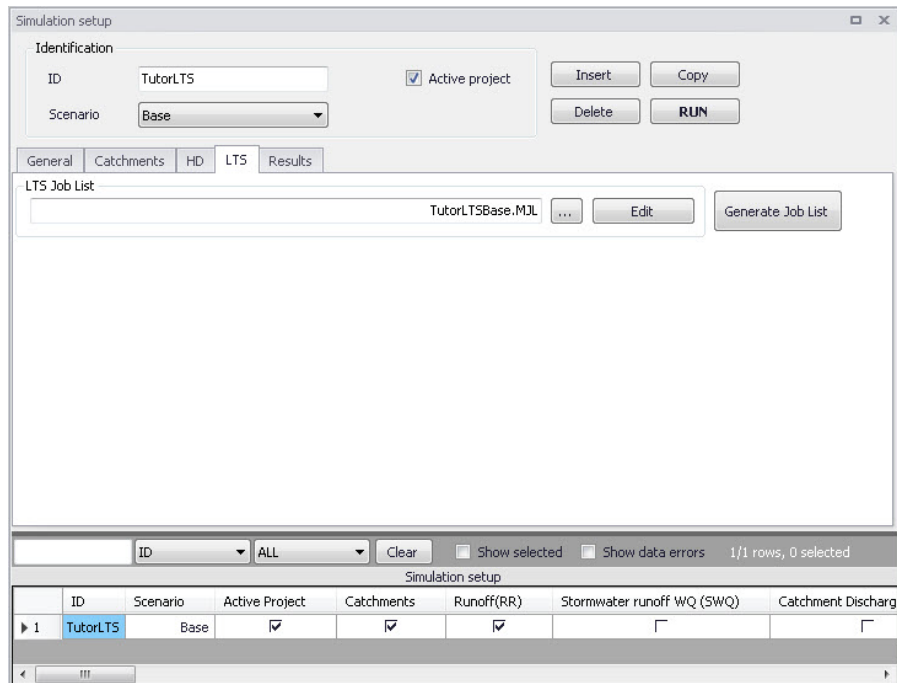 Simulation setup
Identification
ID TutorLTS Active project Insert Copy
Scenario Base Delete RUN
General Catchments HD LTS Results
LTS Job List
TutorLTSBase.MJL ... Edit Generate Job List
ID ALL Clear Show selected Show data errors 1/1 rows, 0 selected
Simulation setup
ID Scenario Active Project Catchments Runoff(RR) Stormwater runoff WQ (SWQ) Catchment Discharg
1 TutorLTS Base